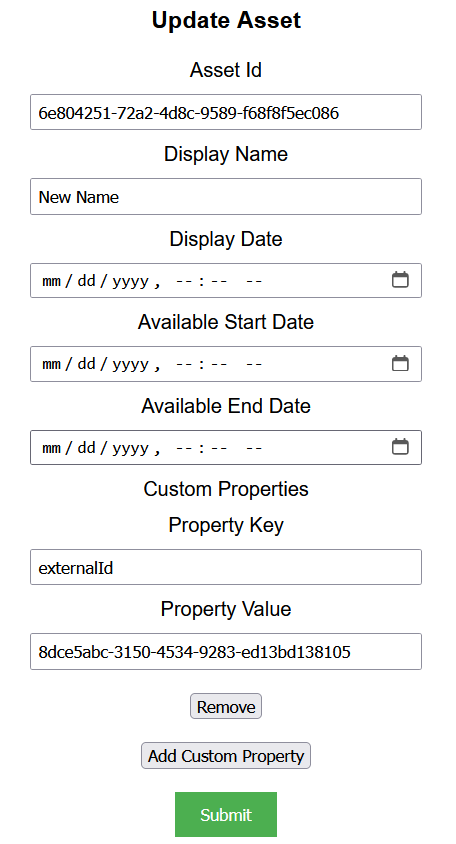 Update Asset
Asset Id
6e804251-72a2-4d8c-9589-f68f8f5ec086
Display Name
New Name
Display Date
mm/dd/yyyy, --:-- --
Available Start Date
mm/dd/yyyy, --:-- --
Available End Date
mm/dd/yyyy, --:-- --
Custom Properties
Property Key
externalId
Property Value
8dce5abc-3150-4534-9283-ed13bd138105
Remove
Add Custom Property
Submit